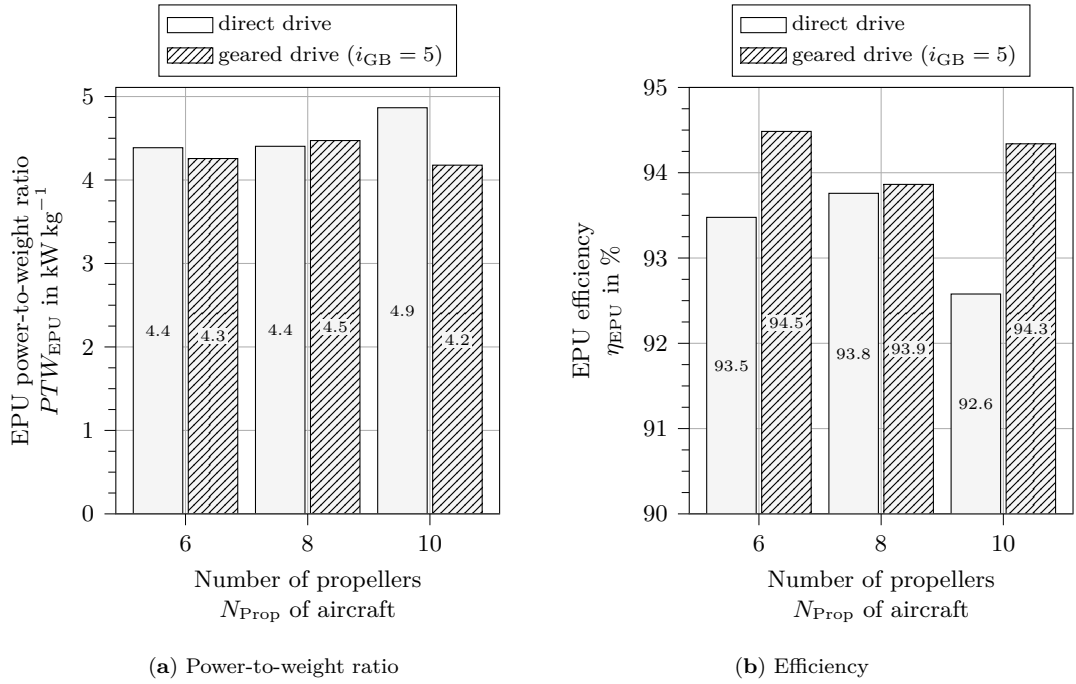 direct drive
geared drive (i_GB = 5)
EPU power-to-weight ratio
PTW_EPU in kW kg⁻¹
5
4
3
2
1
0
4.4
4.3
4.4
4.5
4.9
4.2
6 8 10
Number of propellers
N_Prop of aircraft
(a) Power-to-weight ratio
direct drive
geared drive (i_GB = 5)
EPU efficiency
η_EPU in %
95
94
93
92
91
90
93.5
94.5
93.8
93.9
92.6
94.3
6 8 10
Number of propellers
N_Prop of aircraft
(b) Efficiency